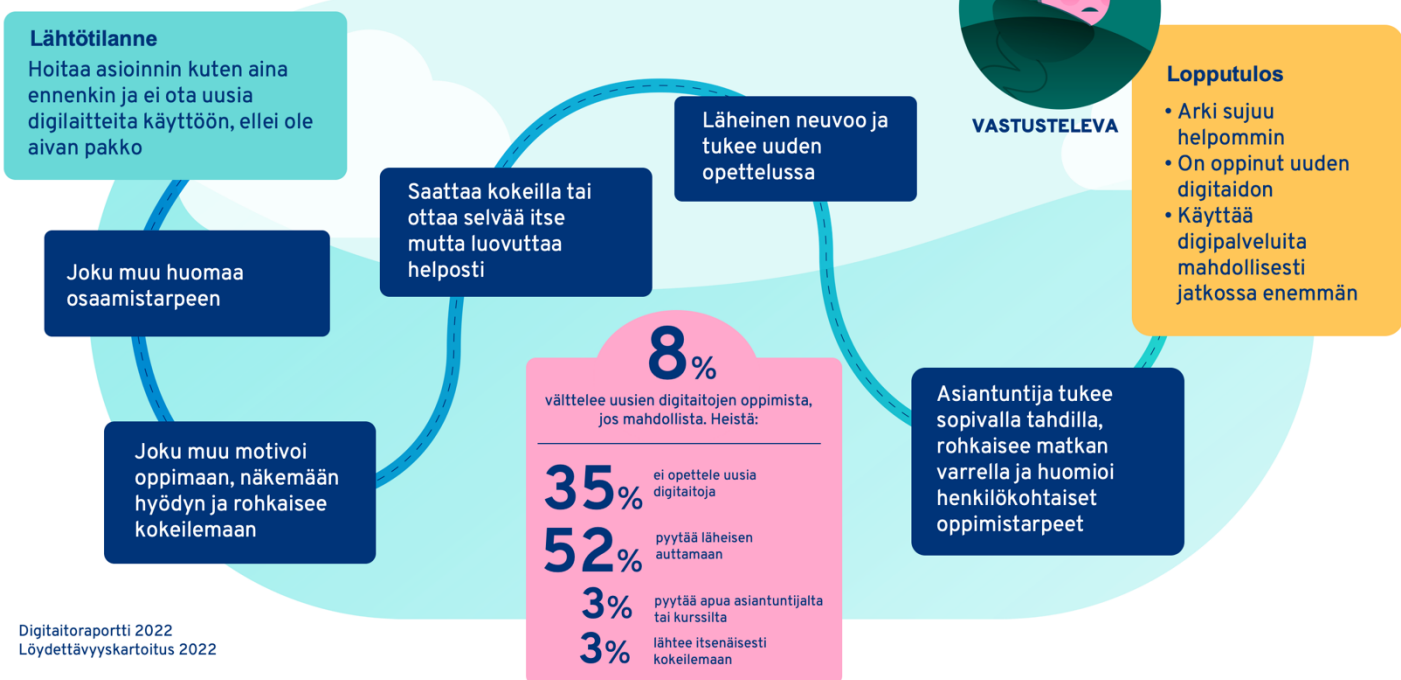 Lähtötilanne
Hoitaa asioinnin kuten aina
ennenkin ja ei ota uusia
digilaitteita käyttöön, ellei ole
aivan pakko
Joku muu huomaa
osaamistarpeen
Joku muu motivoi
oppimaan, näkemään
hyödyn ja rohkaisee
kokeilemaan
Saattaa kokeilla tai
ottaa selvää itse
mutta luovuttaa
helposti
Läheinen neuvoo ja
tukee uuden
opettelussa
Asiantuntija tukee
sopivalla tahdilla,
rohkaisee matkan
varrella ja huomioi
henkilökohtaiset
oppimistarpeet
VASTUSTELEVA
Lopputulos
• Arki sujuu
helpommin
• On oppinut uuden
digitaidon
• Käyttää
digipalveluita
mahdollisesti
jatkossa enemmän
8%
välttelee uusien digitaitojen oppimista,
jos mahdollista. Heistä:
35% ei opettele uusia
digitaitoja
52% pyytää läheisen
auttamaan
3% pyytää apua asiantuntijalta
tai kurssilta
3% lähtee itsenäisesti
kokeilemaan
Digitaitoraportti 2022
Löydettävyyskartoitus 2022